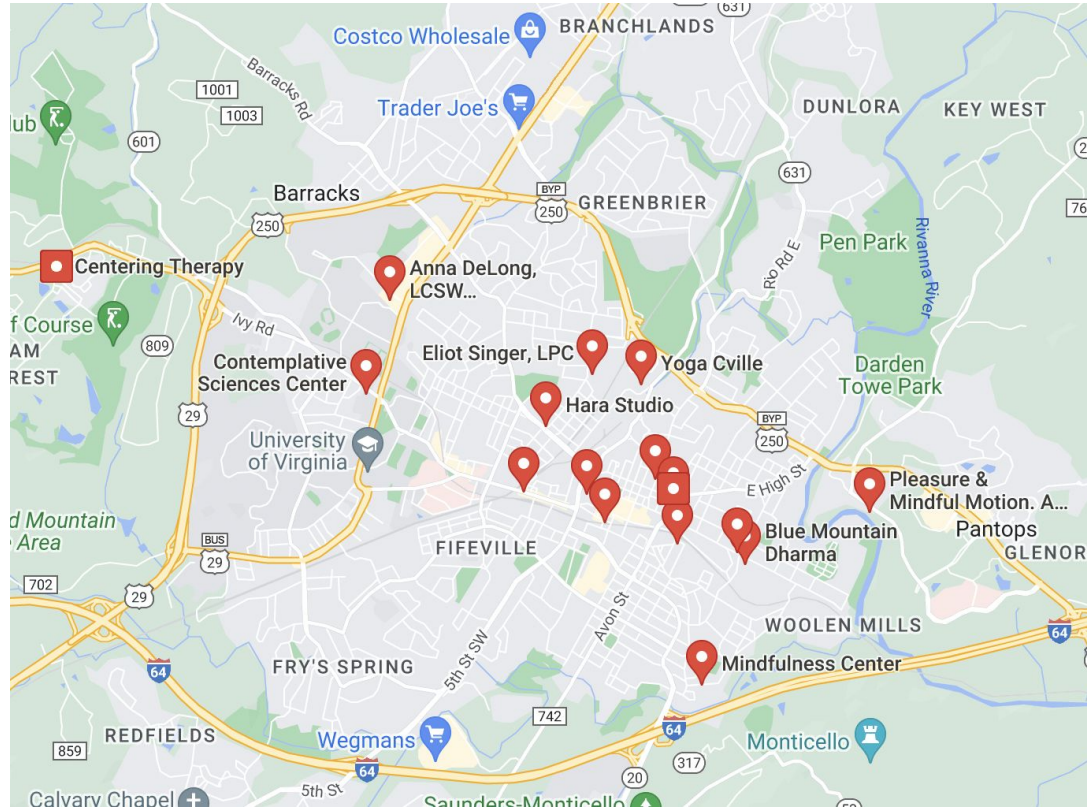 631
BRANCHLANDS
Costco Wholesale
Barracks Rd
1001
1003
Trader Joe's
DUNLORA
KEY WEST
lub
601
631
2
Barracks
BYP
250
GREENBRIER
250
76
Pen Park
Rio Rd E
Rivanna River
Centering Therapy
Anna DeLong,
LCSW...
f Course
AM
REST
809
Ivy Rd
Contemplative
Sciences Center
Eliot Singer, LPC
Yoga Cville
Darden
Towe Park
29
Hara Studio
BYP
250
University
of Virginia
E High St
Pleasure &
Mindful Motion. A...
d Mountain
Area
BUS
29
FIFEVILLE
Blue Mountain
Dharma
Pantops
GLENOR
702
29
Avon St
WOOLEN MILLS
64
64
FRY'S SPRING
5th St SW
Mindfulness Center
REDFIELDS
742
859
Wegmans
64
64
317
Monticello
20
5th St
Calvary Chapel
Saunders-Monticello
53